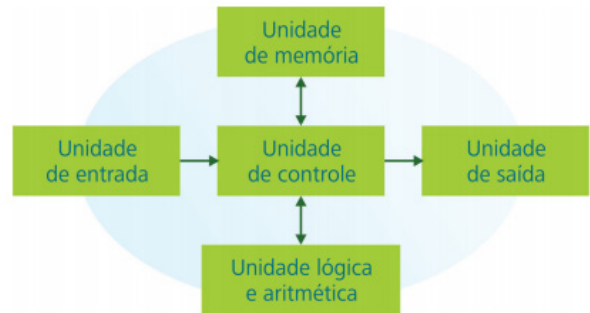 Unidade
de memória
Unidade
de entrada
Unidade
de controle
Unidade
de saída
Unidade lógica
e aritmética